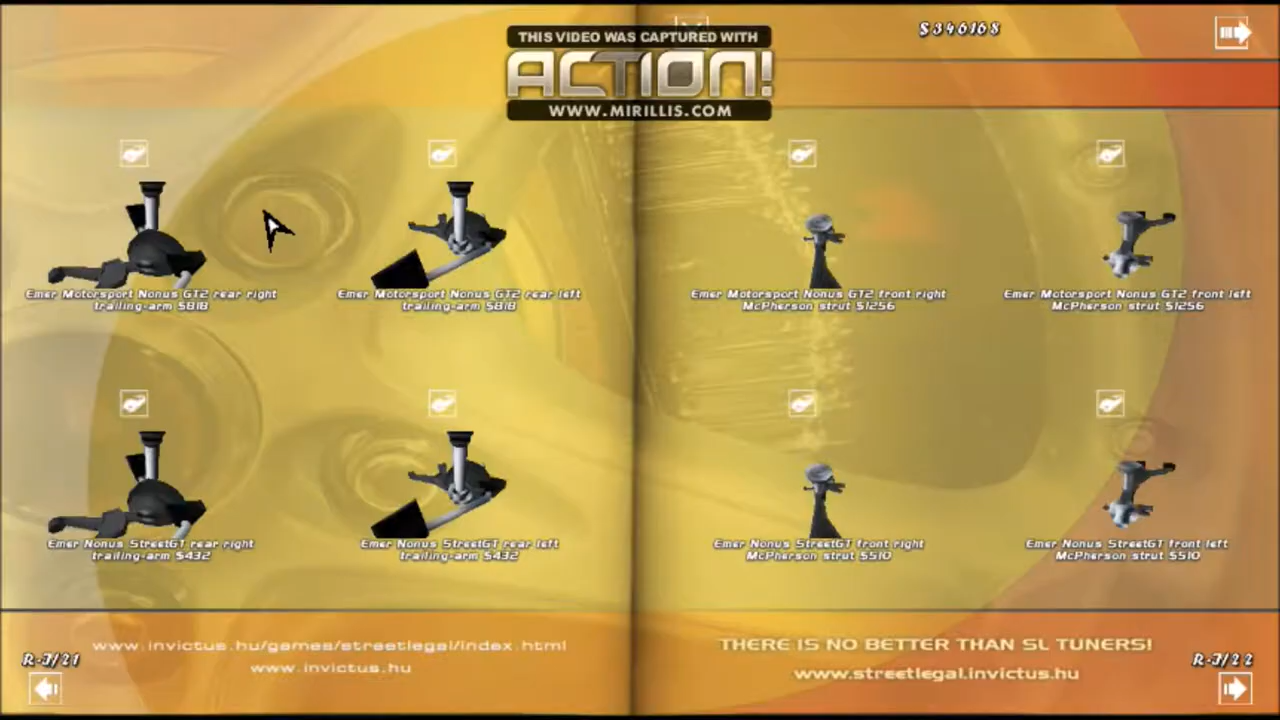 THIS VIDEO WAS CAPTURED WITH
ACTION!
WWW.MIRILLIS.COM
$346168
Emer Motorsport Nonus GT2 rear right
trailing-arm $818
Emer Motorsport Nonus GT2 rear left
trailing-arm $818
Emer Motorsport Nonus GT2 front right
McPherson strut $1256
Emer Motorsport Nonus GT2 front left
McPherson strut $1256
Emer Nonus StreetGT rear right
trailing-arm $432
Emer Nonus StreetGT rear left
trailing-arm $432
Emer Nonus StreetGT front right
McPherson strut $510
Emer Nonus StreetGT front left
McPherson strut $510
www.invictus.hu/games/streetlegal/index.html
www.invictus.hu
THERE IS NO BETTER THAN SL TUNERS!
www.streetlegal.invictus.hu
R-J/21
R-J/22